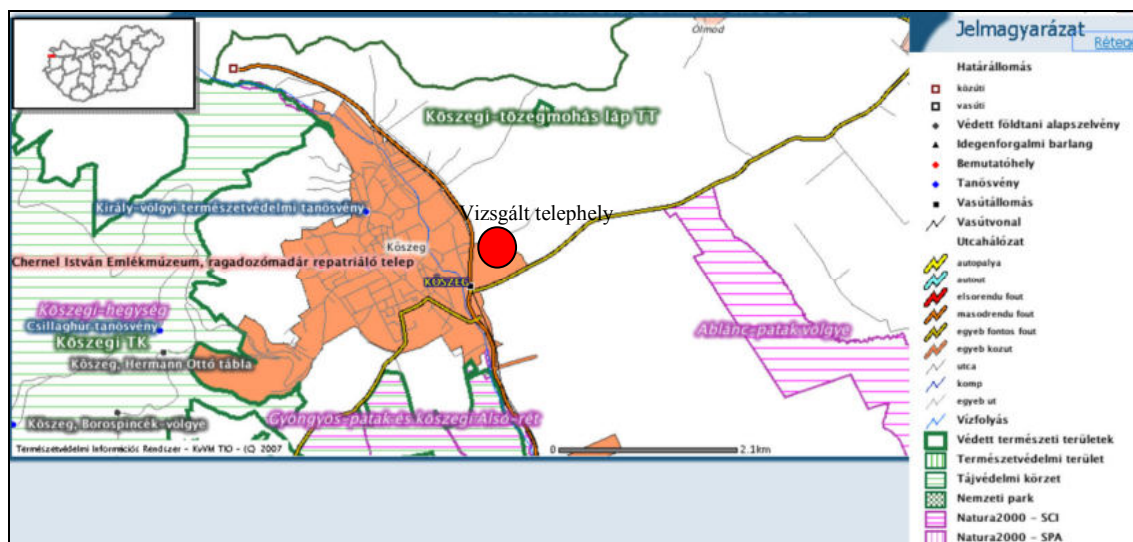 Ólmod
Kőszegi-tőzegmohás láp TT
Király-völgyi természetvédelmi tanösvény
Vizsgált telephely
Kőszeg
Chernel István Emlékmúzeum, ragadozómadár repatriáló telep
KŐSZEG
Kőszegi-hegység
Csillaghúr tanösvény
Kőszegi TK
Kőszeg, Hermann Ottó tábla
Ablánc-patak völgye
Kőszeg, Borospincék-völgye
Gyöngyös-patak és kőszegi Alsó-rét
Természetvédelmi Információs Rendszer - KvVM TIO - (C) 2007
0 2.1km
Jelmagyarázat
Réteg
Határállomás
közúti
vasúti
Védett földtani alapszelvény
Idegenforgalmi barlang
Bemutatóhely
Tanösvény
Vasútállomás
Vasútvonal
Utcahálózat
autopalya
autout
elsorendu fout
masodrendu fout
egyeb fontos fout
egyeb kozut
utca
komp
egyeb ut
Vízfolyás
Védett természeti területek
Természetvédelmi terület
Tájvédelmi körzet
Nemzeti park
Natura2000 - SCI
Natura2000 - SPA